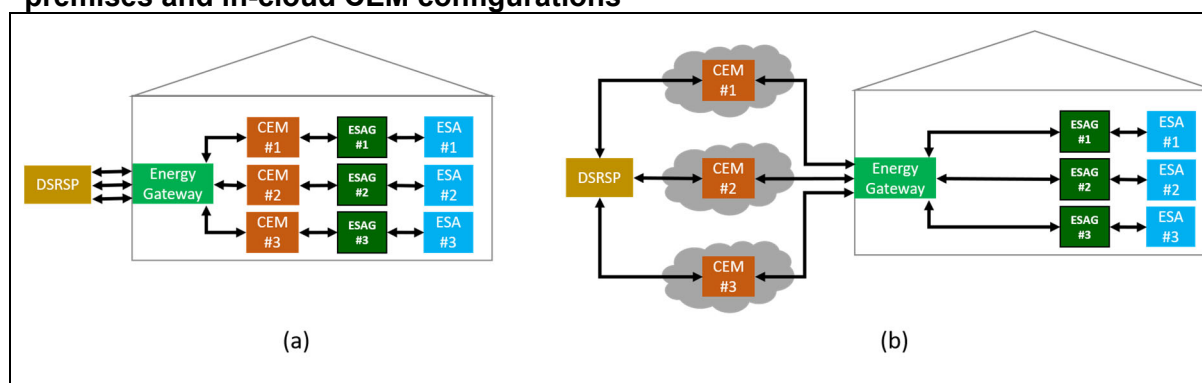 premises and in-cloud CEM configurations
DSRSP
Energy
Gateway
CEM
#1
ESAG
#1
ESA
#1
CEM
#2
ESAG
#2
ESA
#2
CEM
#3
ESAG
#3
ESA
#3
(a)
DSRSP
CEM
#1
CEM
#2
CEM
#3
Energy
Gateway
ESAG
#1
ESA
#1
ESAG
#2
ESA
#2
ESAG
#3
ESA
#3
(b)